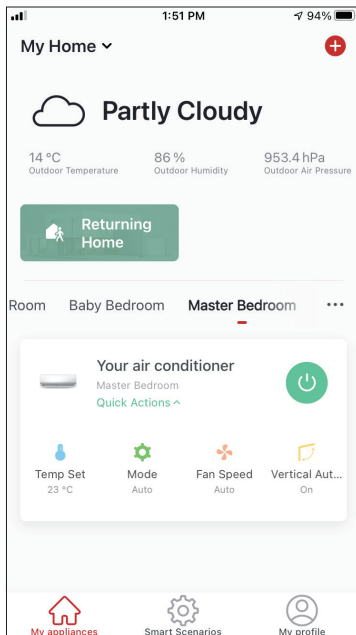 1:51 PM
94%
My Home
Partly Cloudy
14 °C
86 %
953.4 hPa
Outdoor Temperature
Outdoor Humidity
Outdoor Air Pressure
Returning
Home
Room
Baby Bedroom
Master Bedroom
Your air conditioner
Master Bedroom
Quick Actions
Temp Set
Mode
Fan Speed
Vertical Aut...
23 °C
Auto
Auto
On
My appliances
Smart Scenarios
My profile